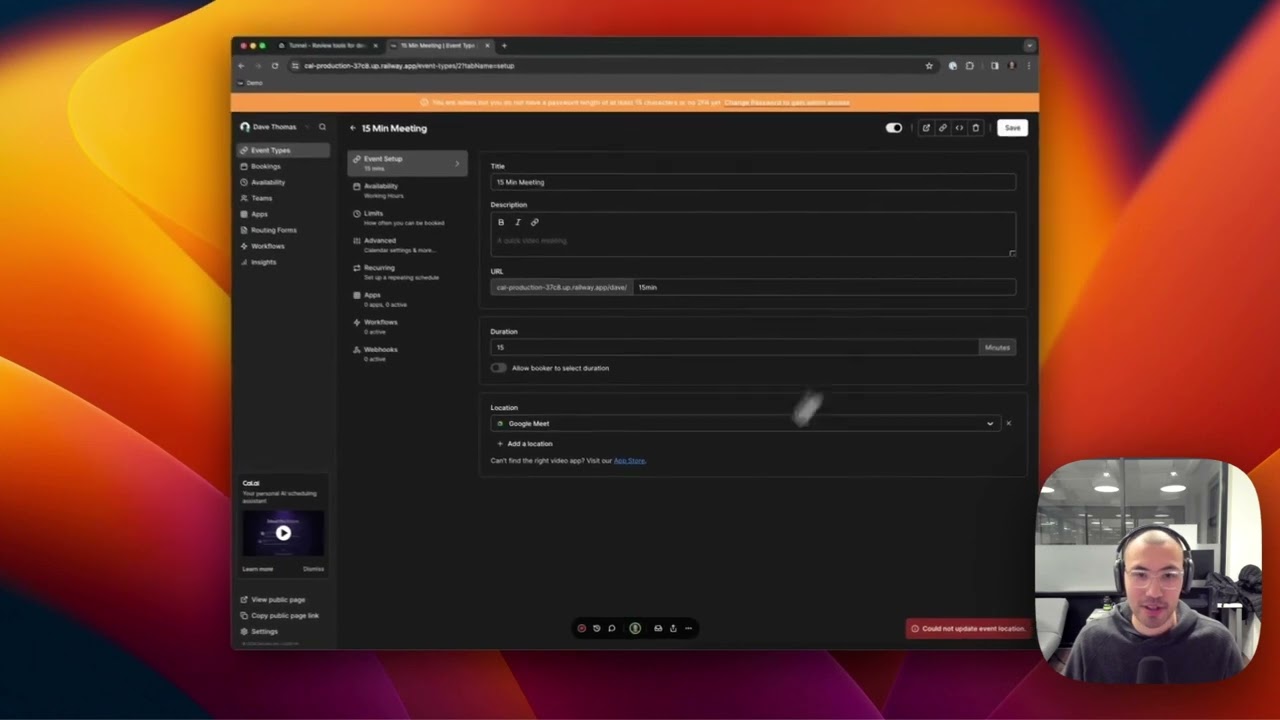 Tunnel - Review tools for de
15 Min Meeting | Event Typ
cal-production-37c8.up.railway.app/event-types/2?tabName=setup
Demo
You are admin but you do not have a password length of at least 15 characters or no 2FA yet. Change Password to gain admin access
Dave Thomas
15 Min Meeting
Save
Event Types
Bookings
Availability
Teams
Apps
Routing Forms
Workflows
Insights
Event Setup
15 mins
Availability
Working Hours
Limits
How often you can be booked
Advanced
Calendar settings & more...
Recurring
Set up a repeating schedule
Apps
0 apps, 0 active
Workflows
0 active
Webhooks
0 active
Title
15 Min Meeting
Description
B I
A quick video meeting.
URL
cal-production-37c8.up.railway.app/dave/ 15min
Duration
15 Minutes
Allow booker to select duration
Location
Google Meet
Add a location
Can't find the right video app? Visit our App Store.
Cal.ai
Your personal AI scheduling
assistant
Learn more Dismiss
View public page
Copy public page link
Settings
Could not update event location.